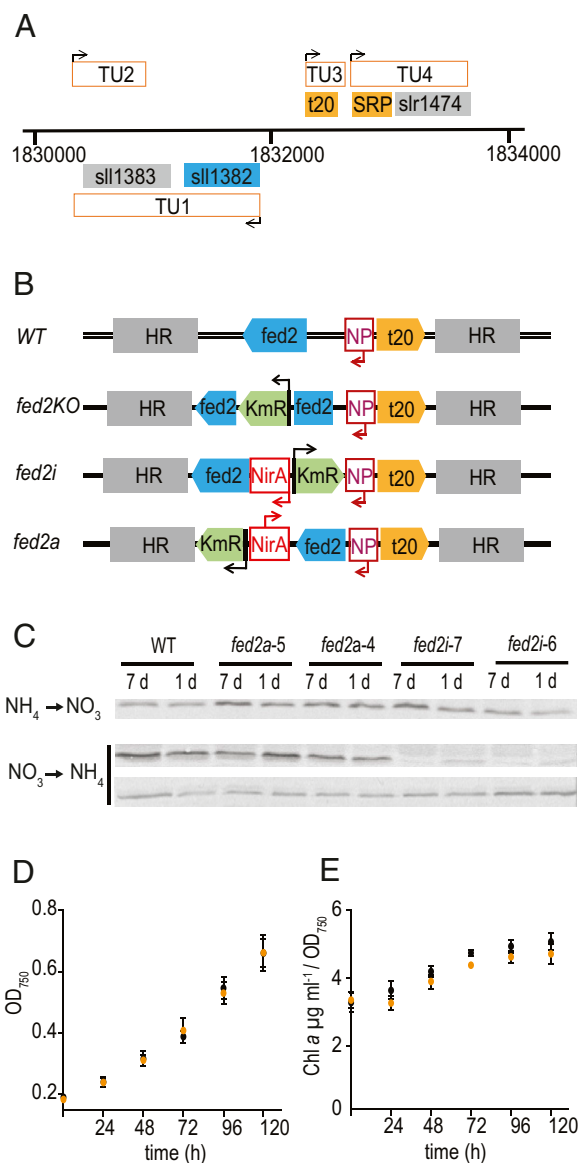 A
TU2 TU3 TU4
t20 SRP slr1474
1830000 1832000 1834000
sll1383 sll1382
TU1
B
WT HR fed2 NP t20 HR
fed2KO HR fed2 KmR fed2 NP t20 HR
fed2i HR fed2 NirA KmR NP t20 HR
fed2a HR KmR NirA fed2 NP t20 HR
C
WT fed2a-5 fed2a-4 fed2i-7 fed2i-6
7 d 1 d 7 d 1 d 7 d 1 d 7 d 1 d 7 d 1 d
NH4 → NO3
NO3 → NH4
D
0.8
0.6
0.4
0.2
OD750
24 48 72 96 120
time (h)
E
6
4
2
0
Chl a µg ml-1 / OD750
24 48 72 96 120
time (h)